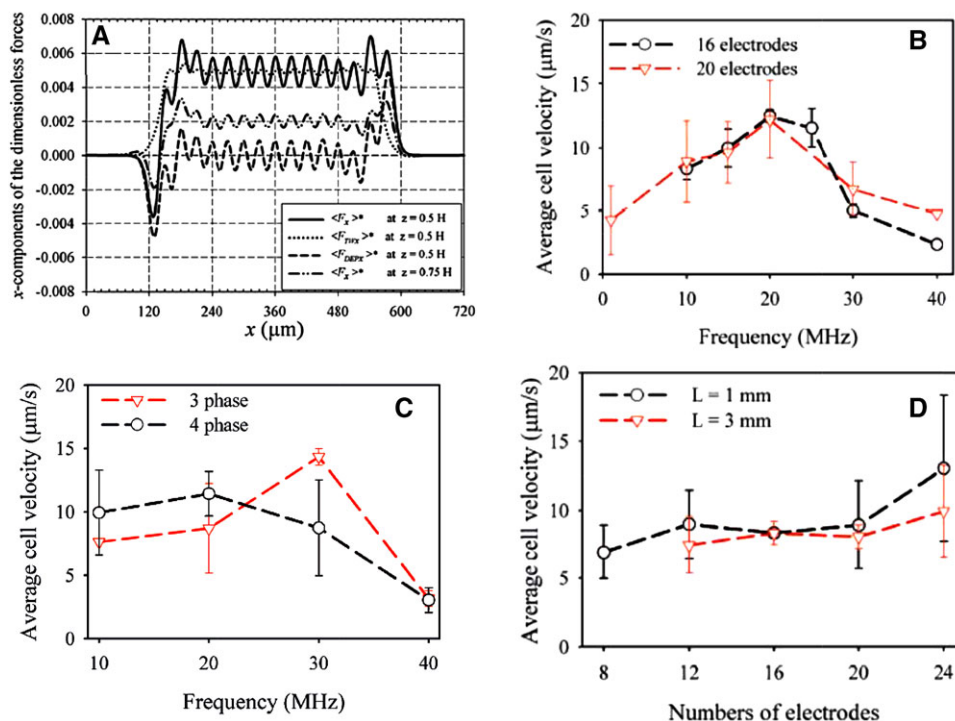 A
x-components of the dimensionless forces
0.008
0.006
0.004
0.002
0.000
-0.002
-0.004
-0.006
-0.008
<F_X>* at z = 0.5 H
<F_TWX>* at z = 0.5 H
<F_DEPX>* at z = 0.5 H
<F_X>* at z = 0.75 H
0 120 240 360 480 600 720
x (μm)
B
Average cell velocity (μm/s)
20
15
10
5
0
16 electrodes
20 electrodes
0 10 20 30 40
Frequency (MHz)
C
Average cell velocity (μm/s)
20
15
10
5
0
3 phase
4 phase
10 20 30 40
Frequency (MHz)
D
Average cell velocity (μm/s)
20
15
10
5
0
L = 1 mm
L = 3 mm
8 12 16 20 24
Numbers of electrodes